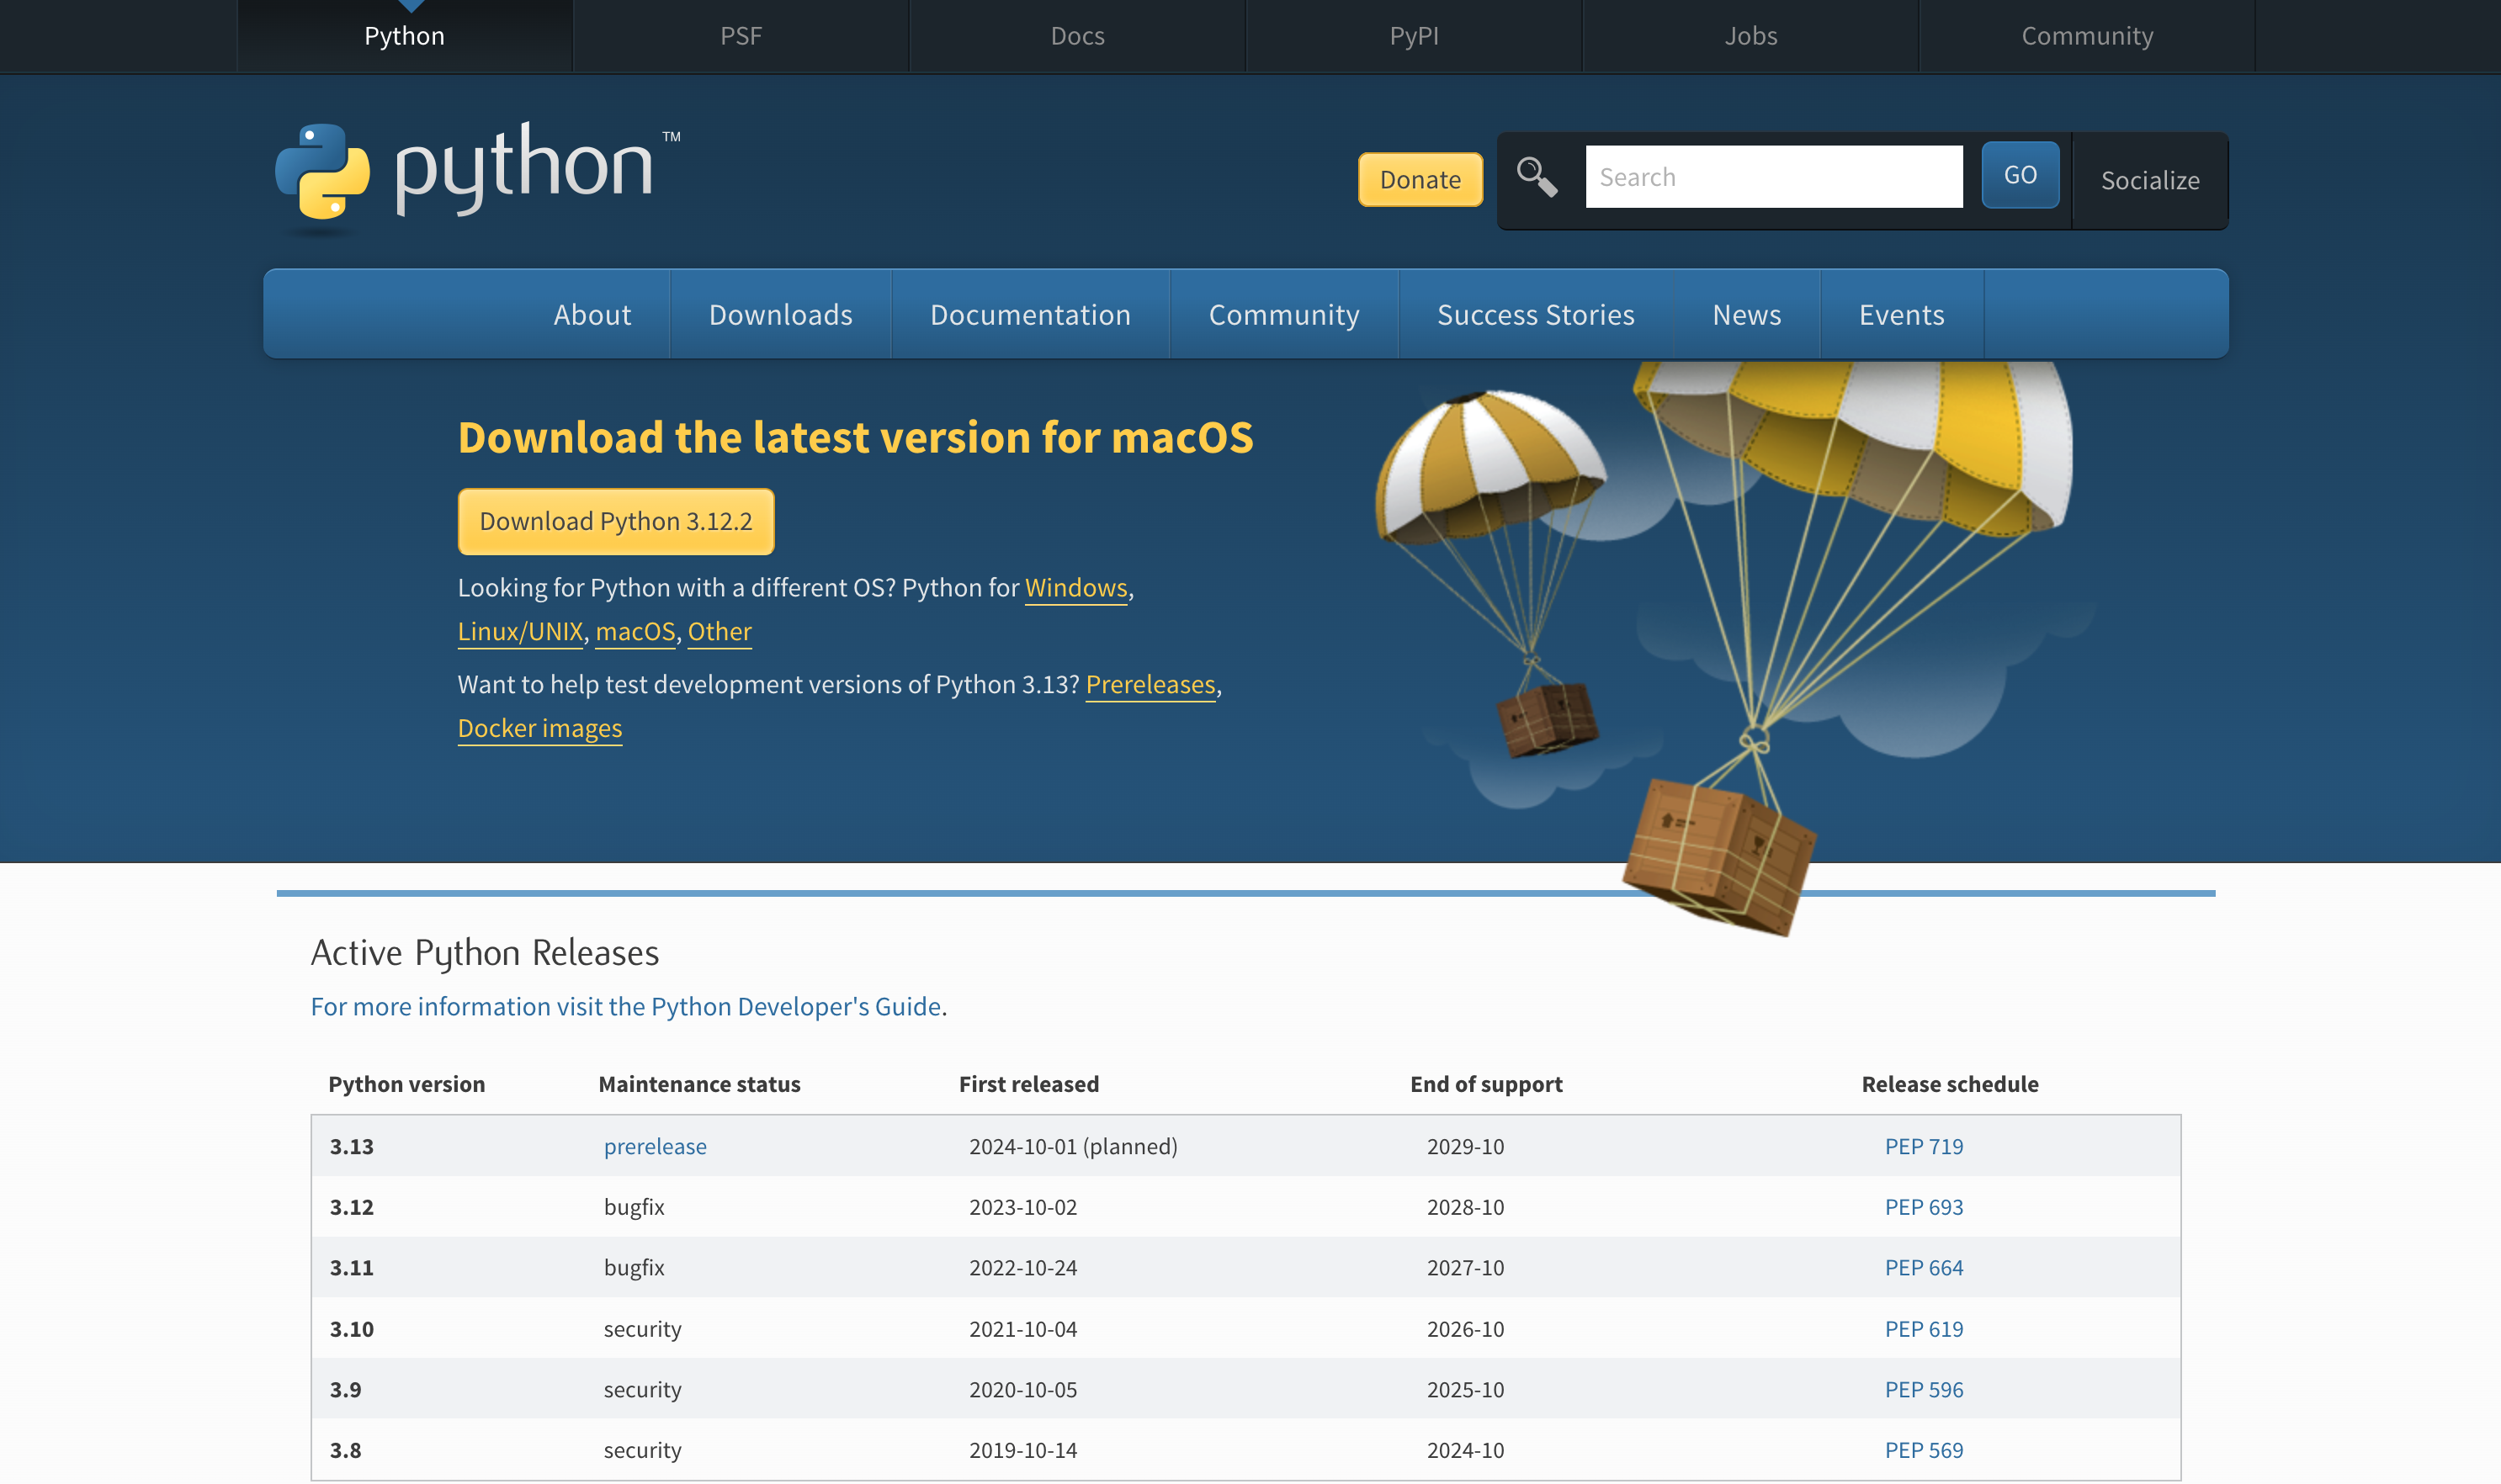 Python
PSF
Docs
PyPI
Jobs
Community
python™
Donate
Search
GO
Socialize
About
Downloads
Documentation
Community
Success Stories
News
Events
Download the latest version for macOS
Download Python 3.12.2
Looking for Python with a different OS? Python for Windows,
Linux/UNIX, macOS, Other
Want to help test development versions of Python 3.13? Prereleases,
Docker images
Active Python Releases
For more information visit the Python Developer's Guide.
Python version Maintenance status First released End of support Release schedule
3.13 prerelease 2024-10-01 (planned) 2029-10 PEP 719
3.12 bugfix 2023-10-02 2028-10 PEP 693
3.11 bugfix 2022-10-24 2027-10 PEP 664
3.10 security 2021-10-04 2026-10 PEP 619
3.9 security 2020-10-05 2025-10 PEP 596
3.8 security 2019-10-14 2024-10 PEP 569